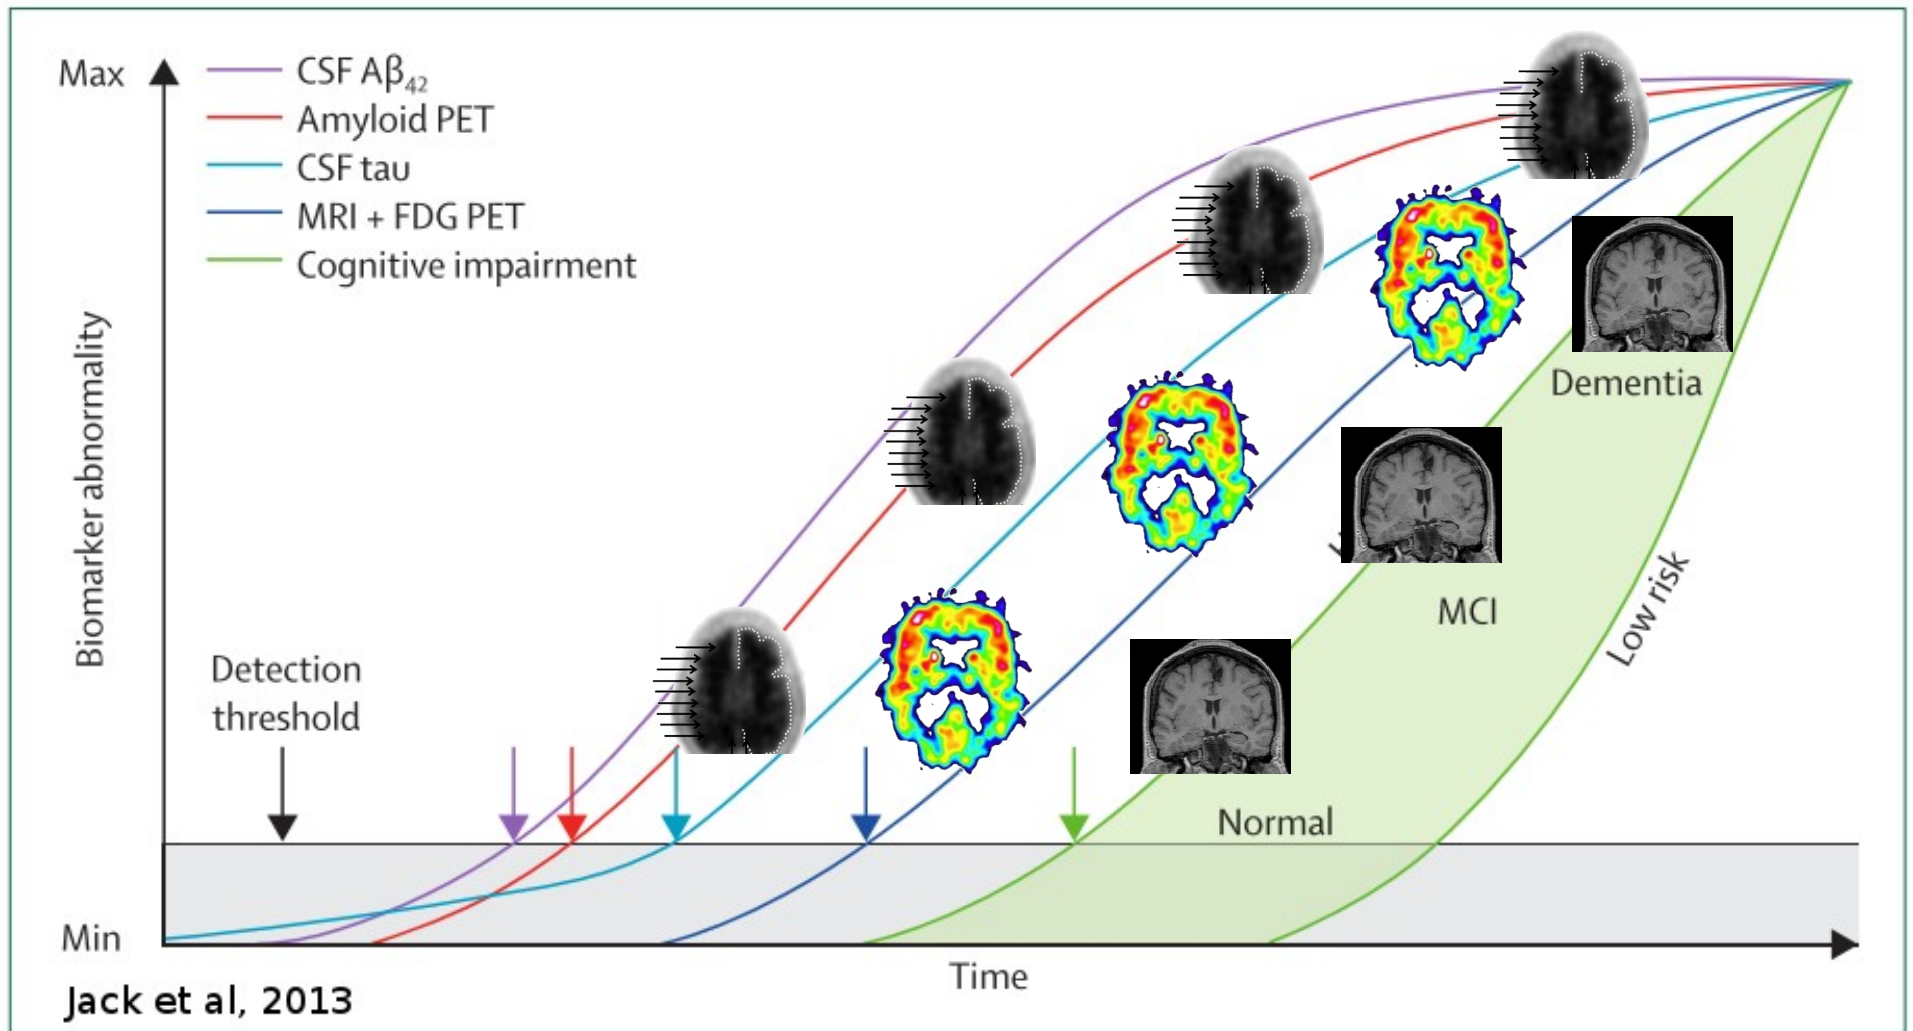 Max
CSF Aβ₄₂
Amyloid PET
CSF tau
MRI + FDG PET
Cognitive impairment
Biomarker abnormality
Detection
threshold
Dementia
MCI
Low risk
Normal
Min
Time
Jack et al, 2013